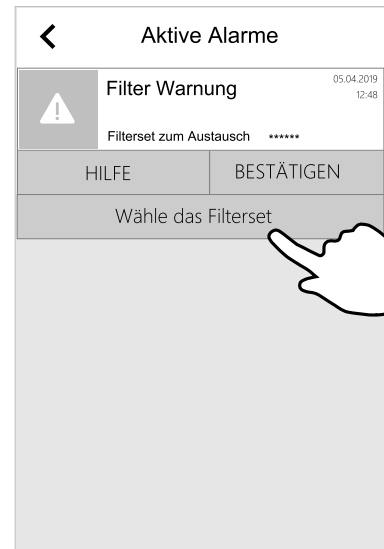 Aktive Alarme
Filter Warnung
05.04.2019
12:48
Filterset zum Austausch ******
HILFE
BESTÄTIGEN
Wähle das Filterset